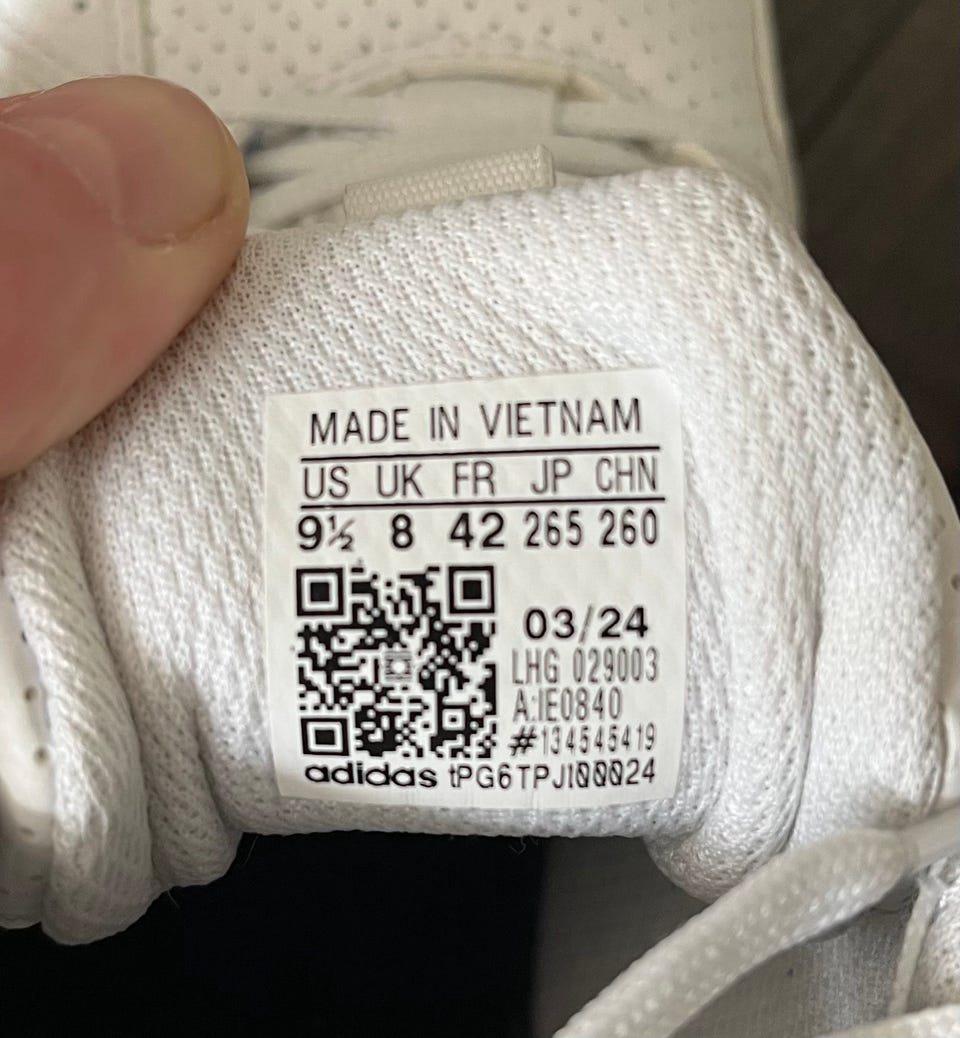 MADE IN VIETNAM
US UK FR JP CHN
9½ 8 42 265 260
03/24
LHG 029003
A:IE0840
#134545419
adidas tPG6TPJ100024